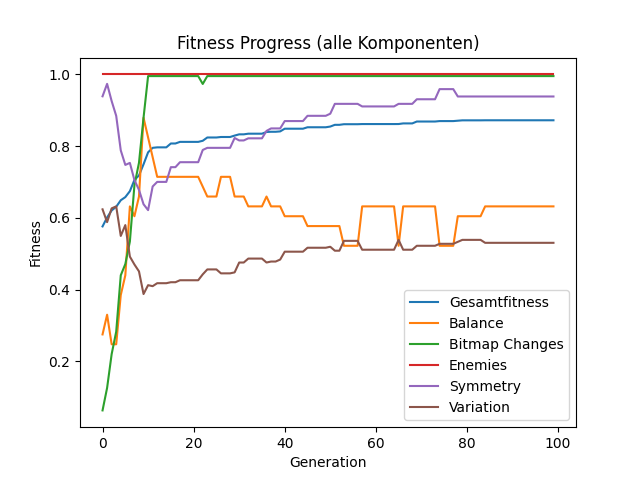 Fitness Progress (alle Komponenten)
Fitness
1.0
0.8
0.6
0.4
0.2
0 20 40 60 80 100
Generation
Gesamtfitness
Balance
Bitmap Changes
Enemies
Symmetry
Variation